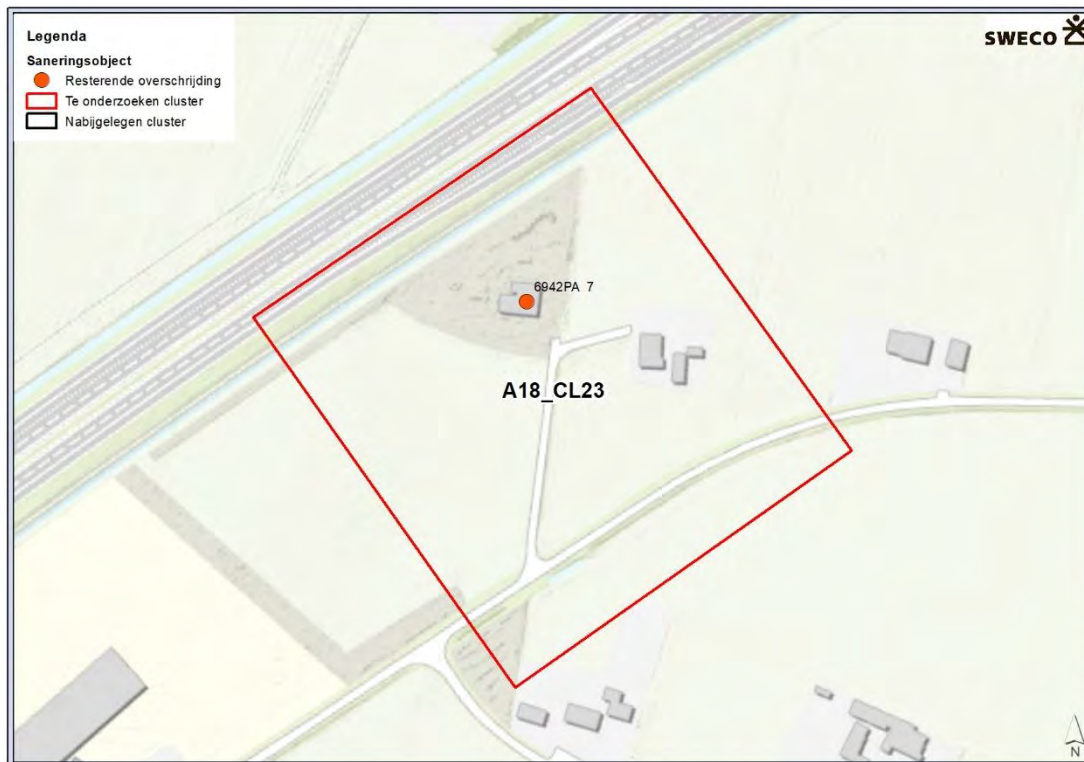 Legenda
Saneringsobject
Resterende overschrijding
Te onderzoeken cluster
Nabijgelegen cluster
SWECO
6942PA 7
A18_CL23
N